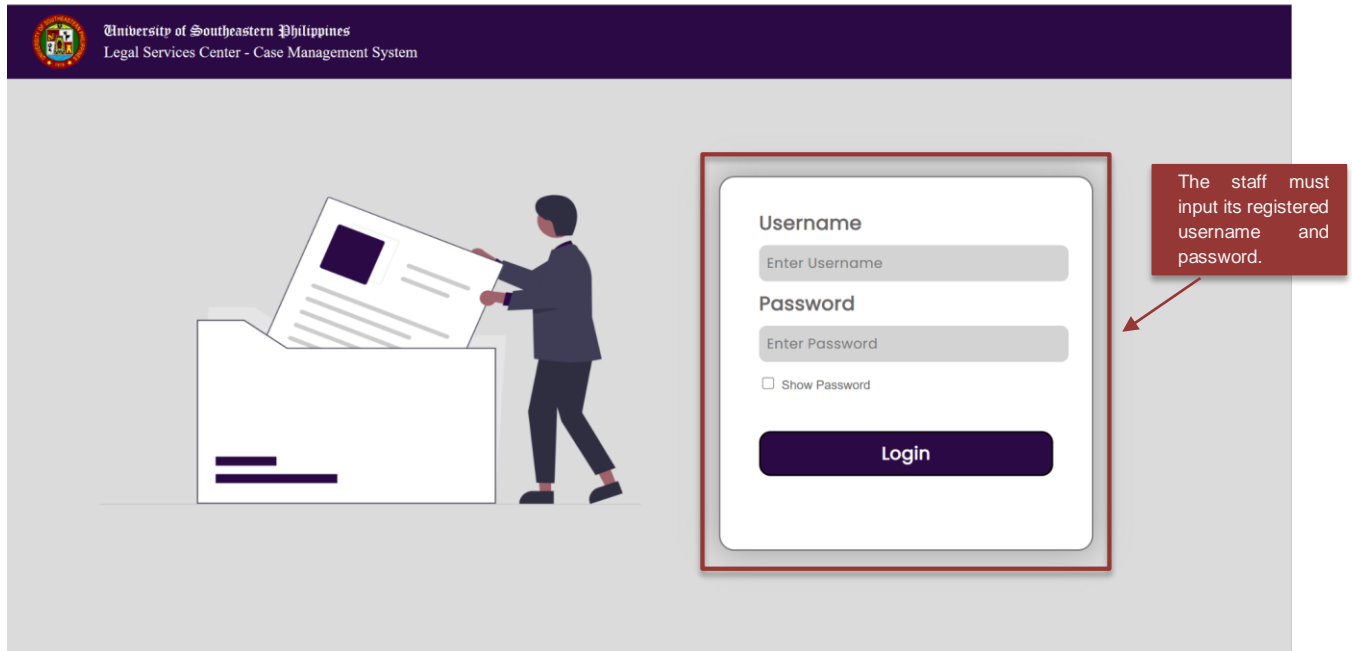 University of Southeastern Philippines
Legal Services Center - Case Management System
The staff must
input its registered
username and
password.
Username
Enter Username
Password
Enter Password
Show Password
Login